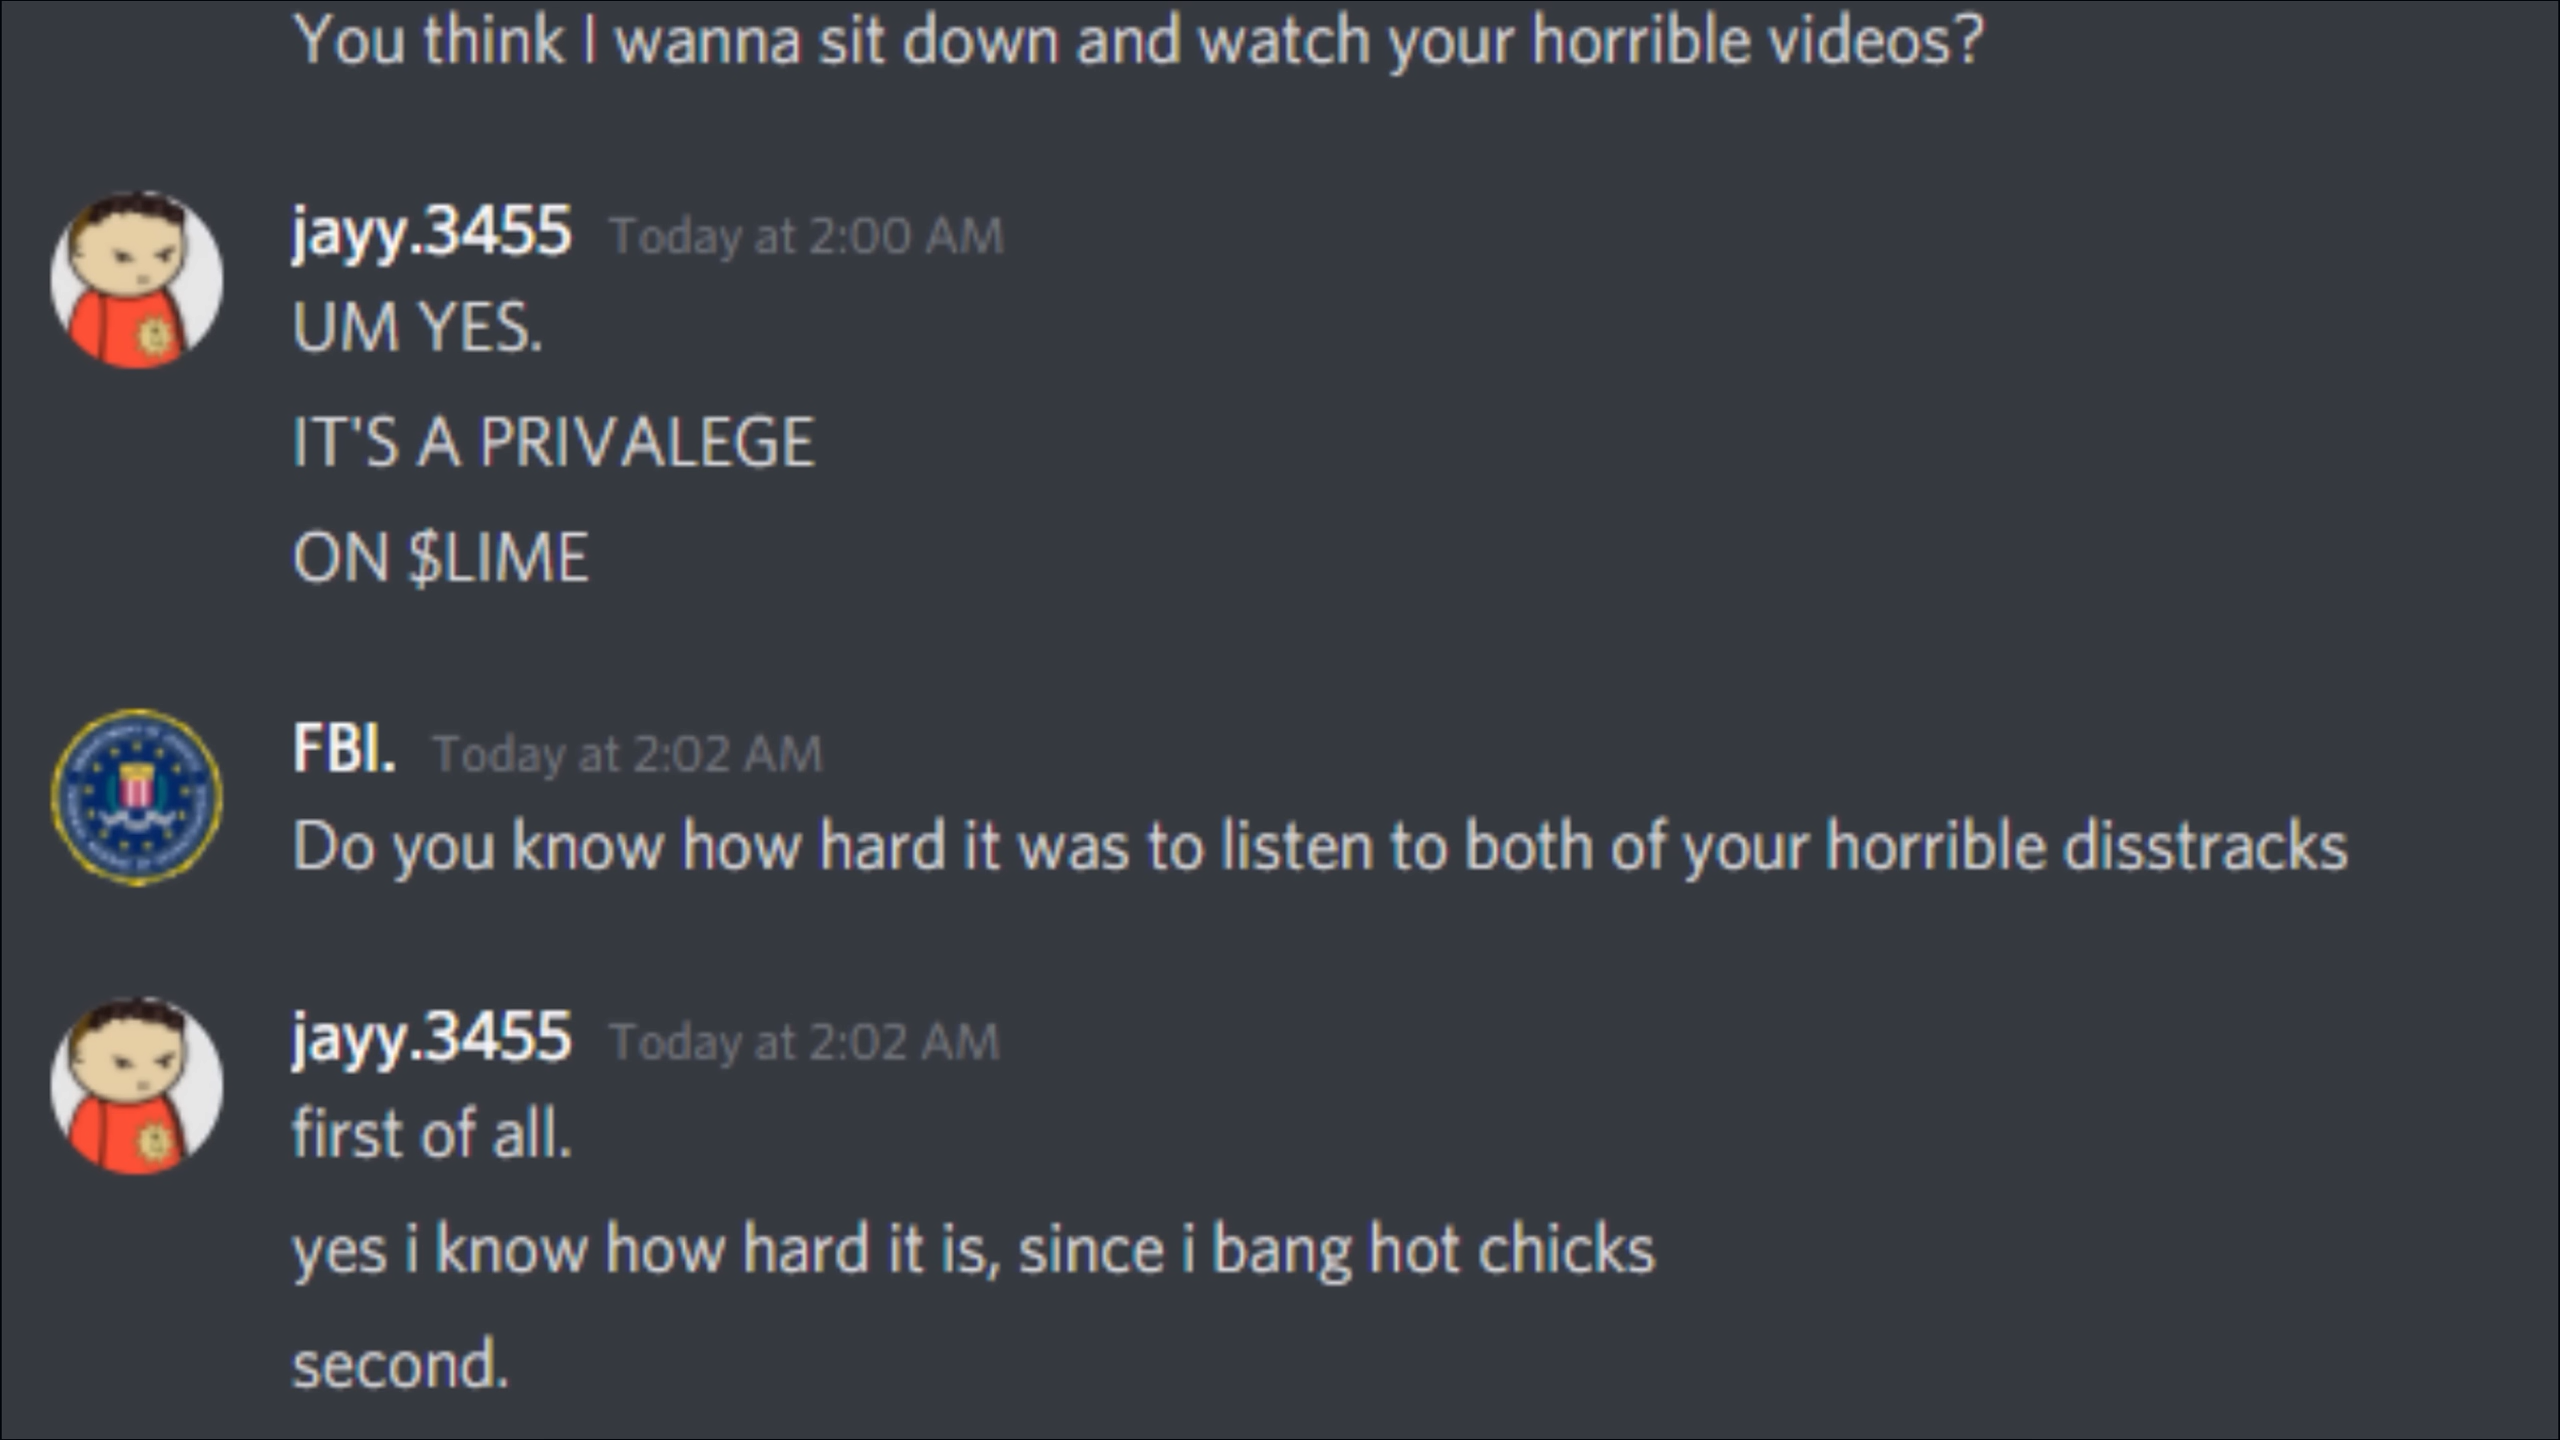 You think I wanna sit down and watch your horrible videos?
jayy.3455 Today at 2:00 AM
UM YES.
IT'S A PRIVALEGE
ON $LIME
FBI. Today at 2:02 AM
Do you know how hard it was to listen to both of your horrible disstracks
jayy.3455 Today at 2:02 AM
first of all.
yes i know how hard it is, since i bang hot chicks
second.